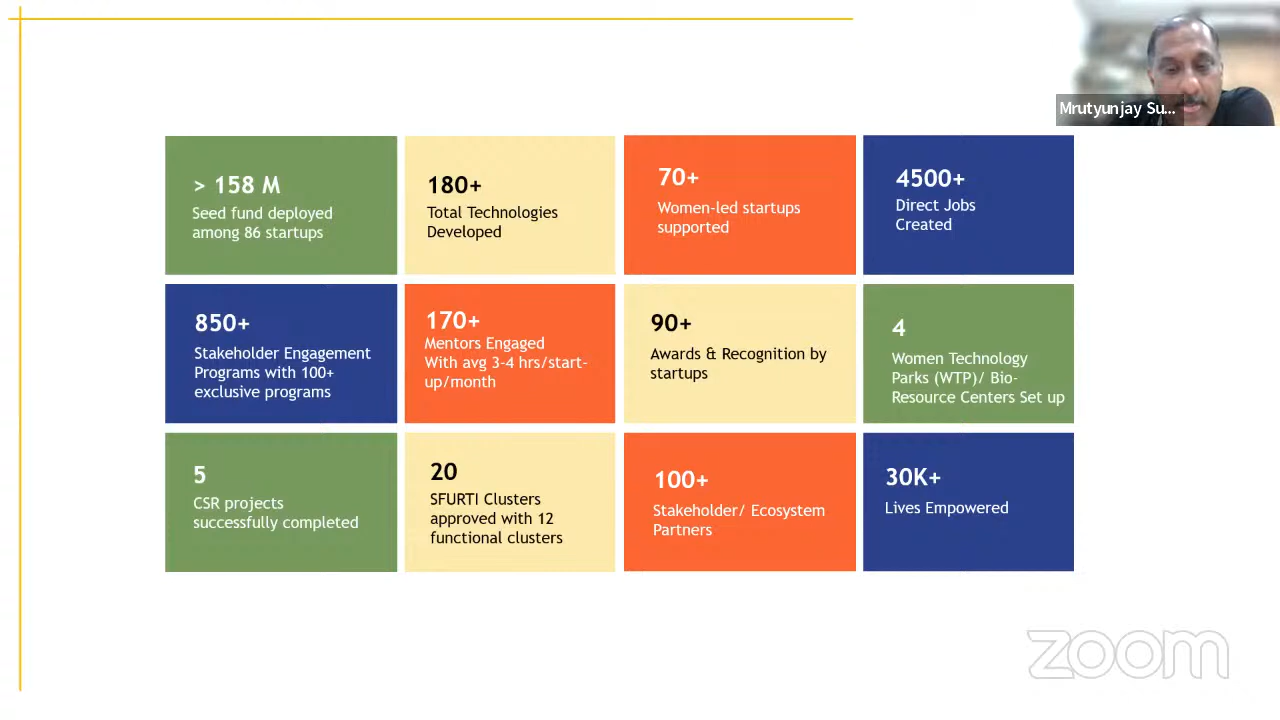 Mrutyunjay Su...
> 158 M
Seed fund deployed
among 86 startups
180+
Total Technologies
Developed
70+
Women-led startups
supported
4500+
Direct Jobs
Created
850+
Stakeholder Engagement
Programs with 100+
exclusive programs
170+
Mentors Engaged
With avg 3-4 hrs/start-
up/month
90+
Awards & Recognition by
startups
4
Women Technology
Parks (WTP)/ Bio-
Resource Centers Set up
5
CSR projects
successfully completed
20
SFURTI Clusters
approved with 12
functional clusters
100+
Stakeholder/ Ecosystem
Partners
30K+
Lives Empowered
zoom